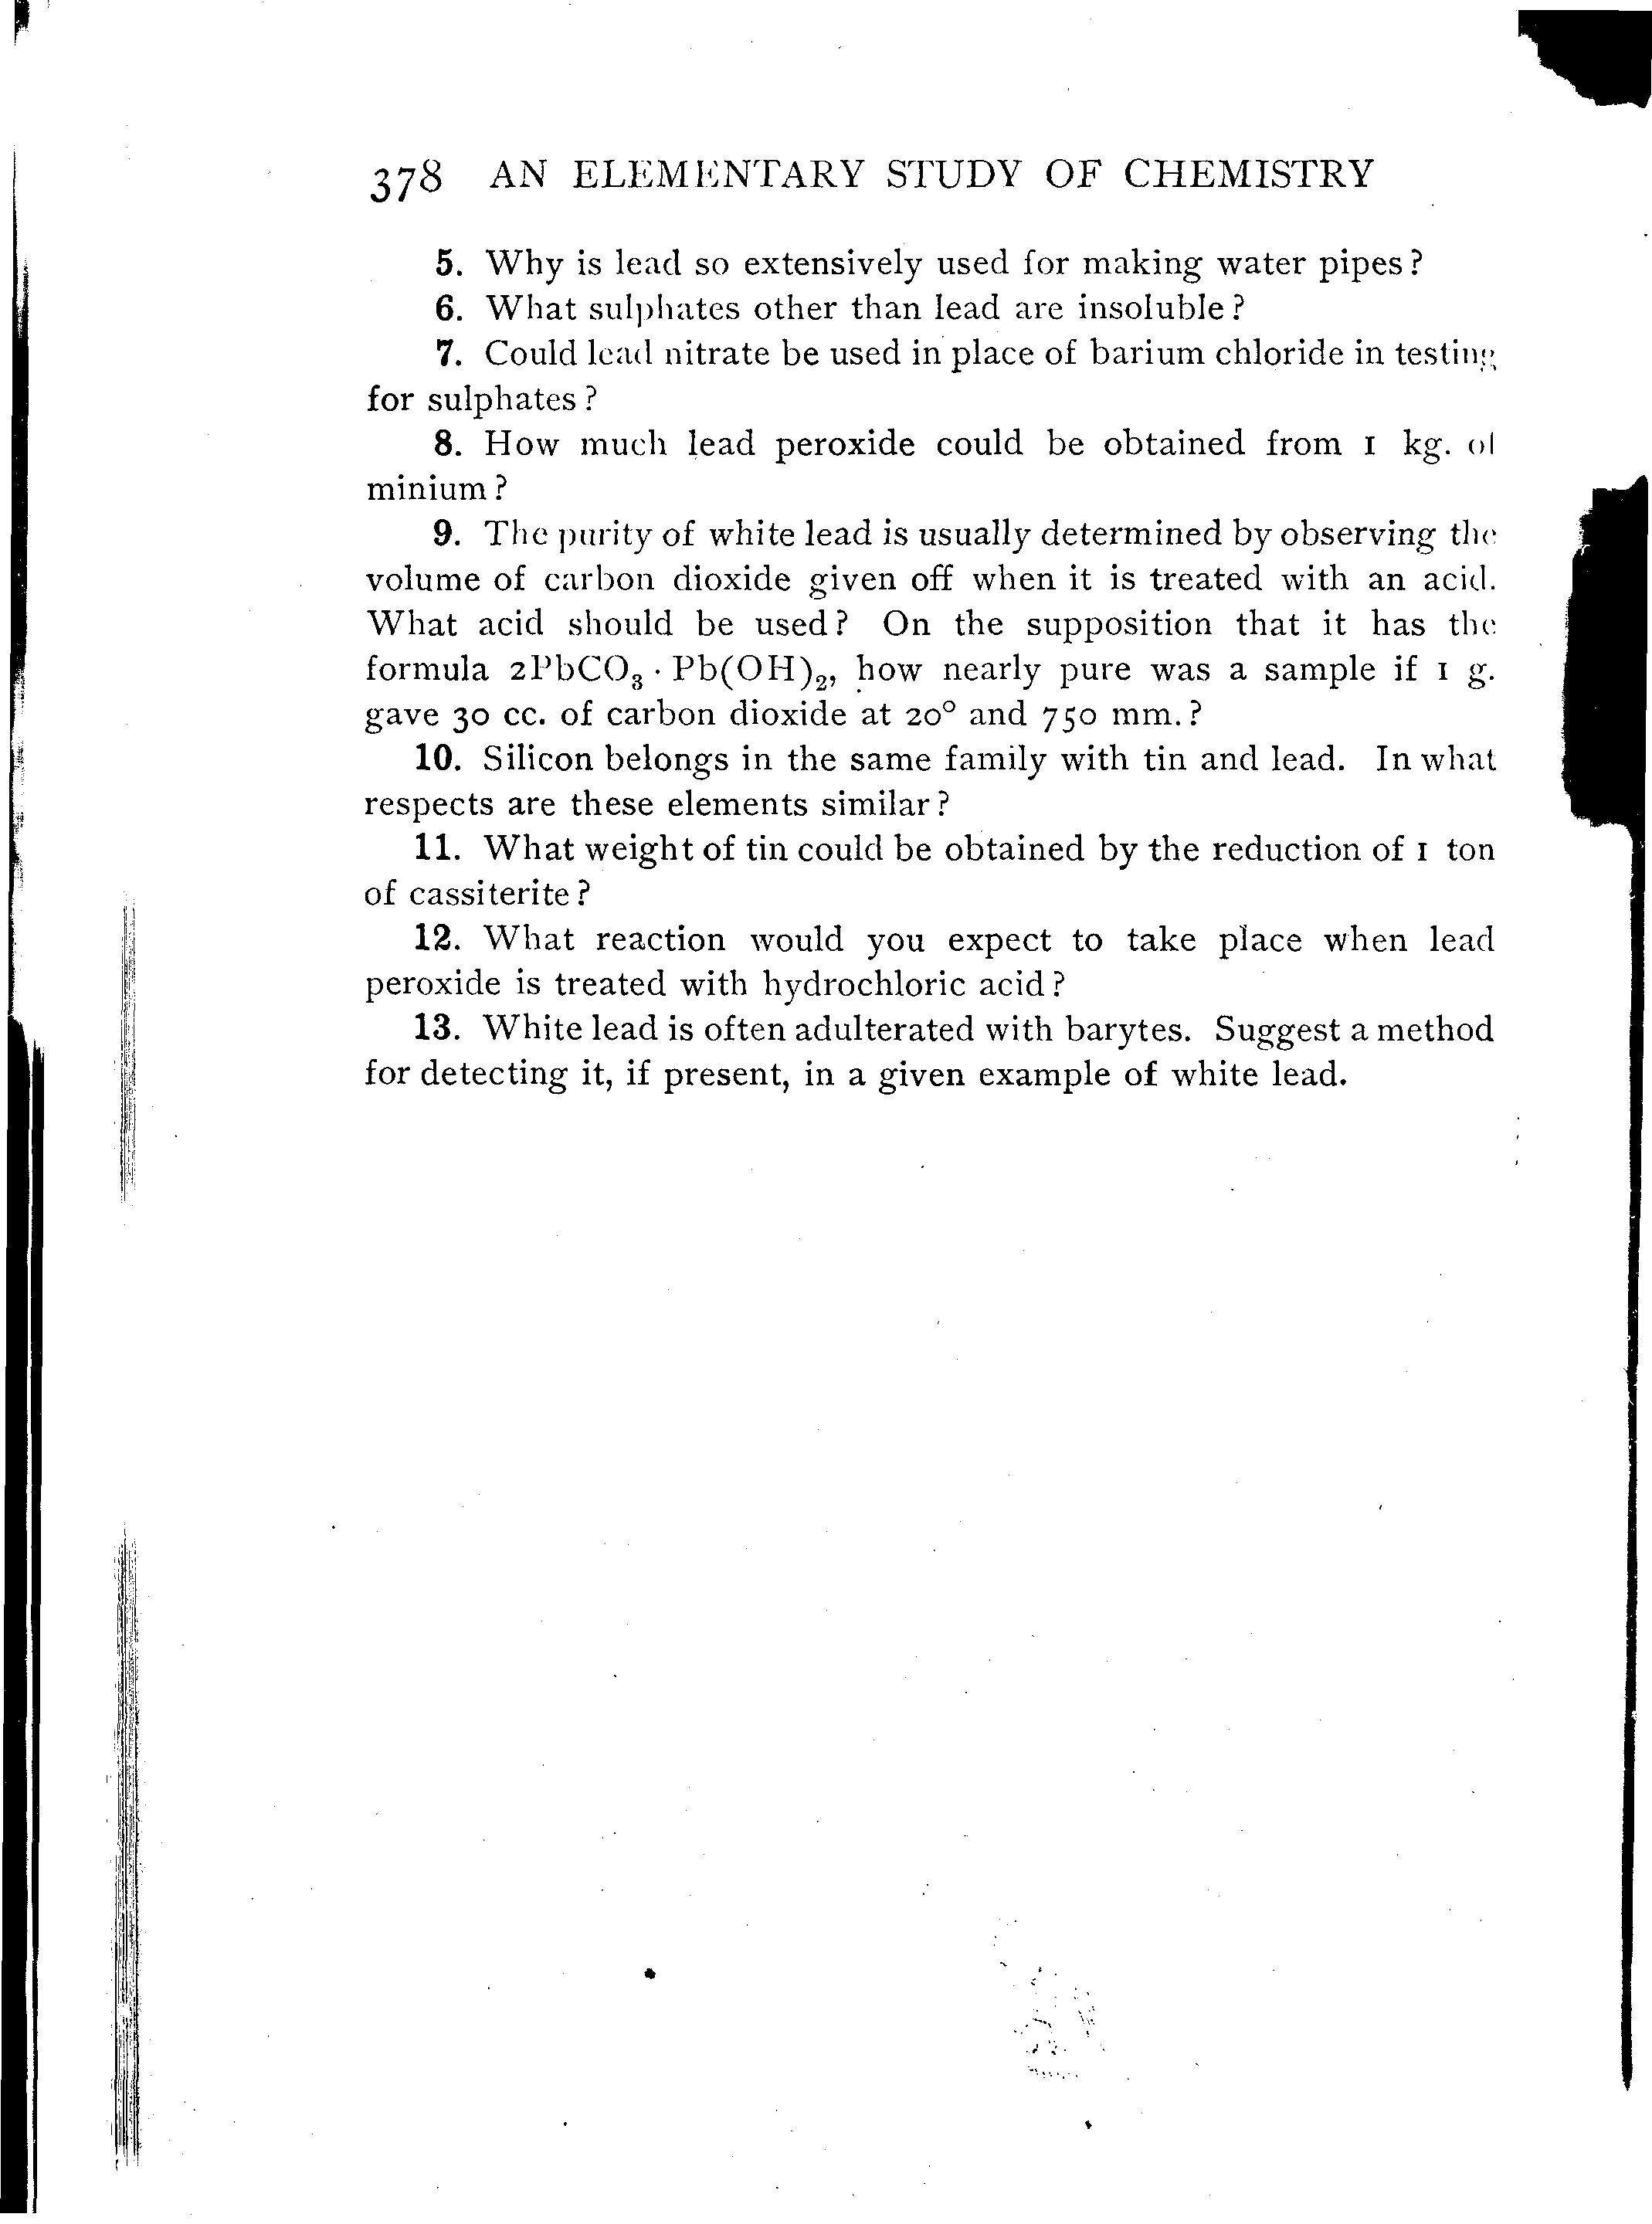 378 AN ELEMENTARY STUDY OF CHEMISTRY
5. Why is lead so extensively used for making water pipes?
6. What sulphates other than lead are insoluble?
7. Could lead nitrate be used in place of barium chloride in testing
for sulphates?
8. How much lead peroxide could be obtained from 1 kg. of
minium?
9. The purity of white lead is usually determined by observing the
volume of carbon dioxide given off when it is treated with an acid.
What acid should be used? On the supposition that it has the
formula 2PbCO₃ · Pb(OH)₂, how nearly pure was a sample if 1 g.
gave 30 cc. of carbon dioxide at 20° and 750 mm.?
10. Silicon belongs in the same family with tin and lead. In what
respects are these elements similar?
11. What weight of tin could be obtained by the reduction of 1 ton
of cassiterite?
12. What reaction would you expect to take place when lead
peroxide is treated with hydrochloric acid?
13. White lead is often adulterated with barytes. Suggest a method
for detecting it, if present, in a given example of white lead.